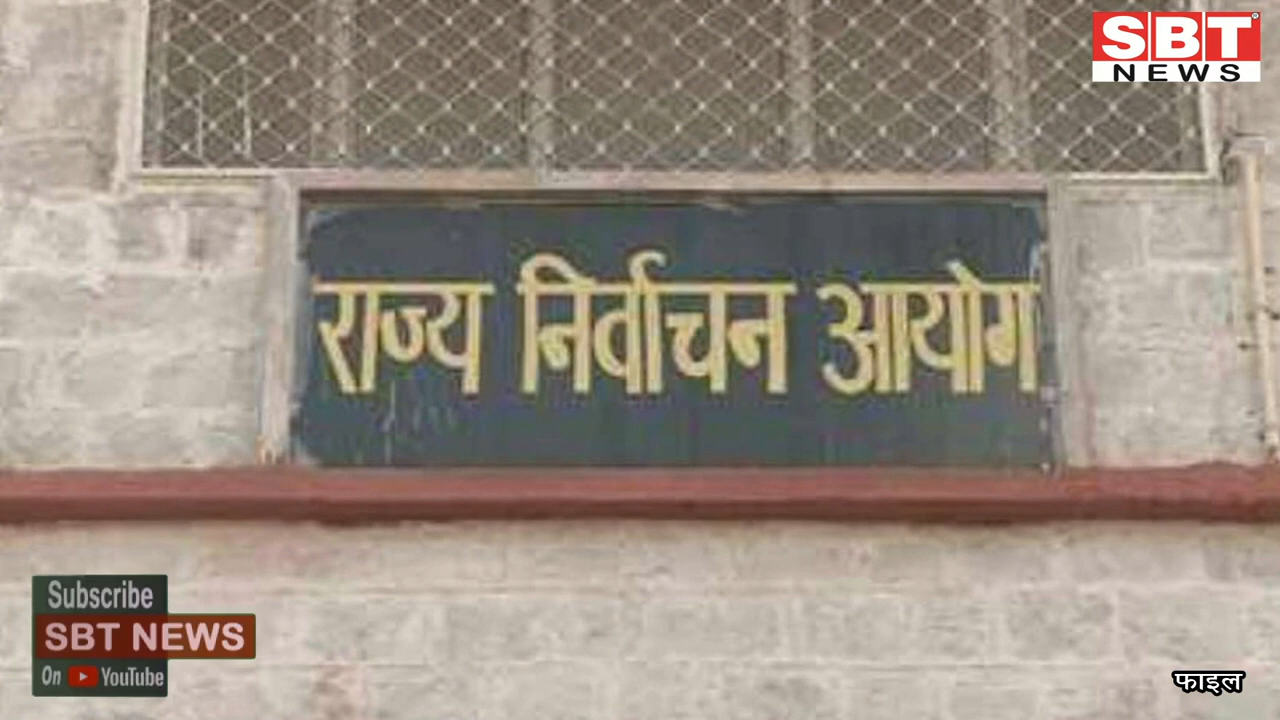 SBT
NEWS
राज्य निर्वाचन आयोग
Subscribe
SBT NEWS
On YouTube
फाइल